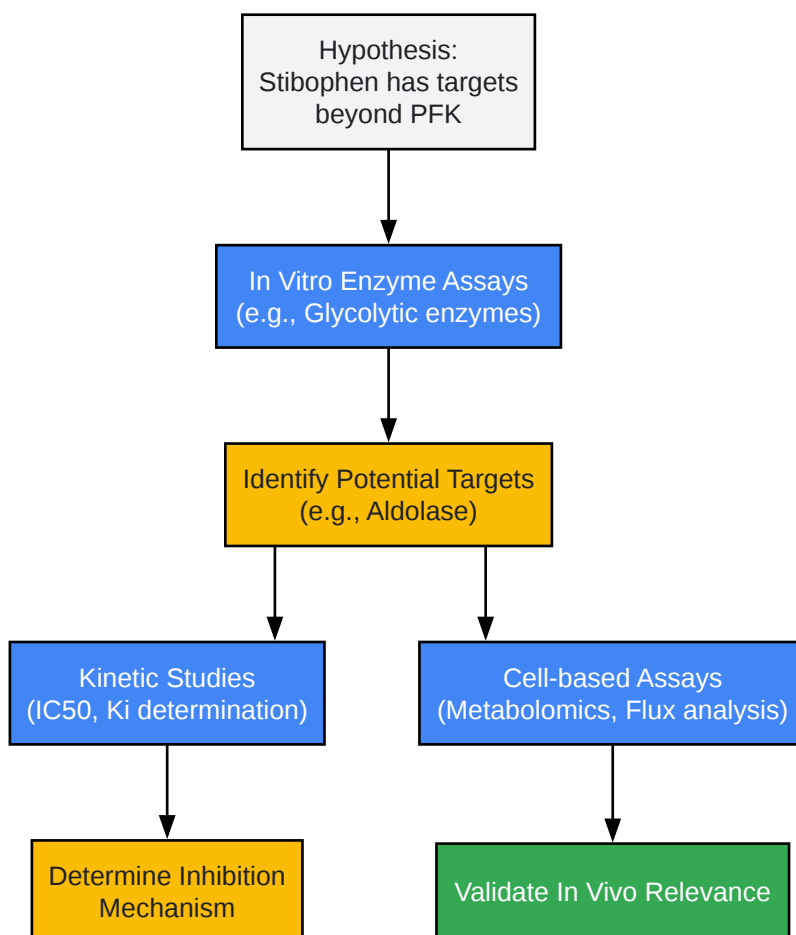 Hypothesis:
Stibophen has targets
beyond PFK
In Vitro Enzyme Assays
(e.g., Glycolytic enzymes)
Identify Potential Targets
(e.g., Aldolase)
Kinetic Studies
(IC50, Ki determination)
Cell-based Assays
(Metabolomics, Flux analysis)
Determine Inhibition
Mechanism
Validate In Vivo Relevance